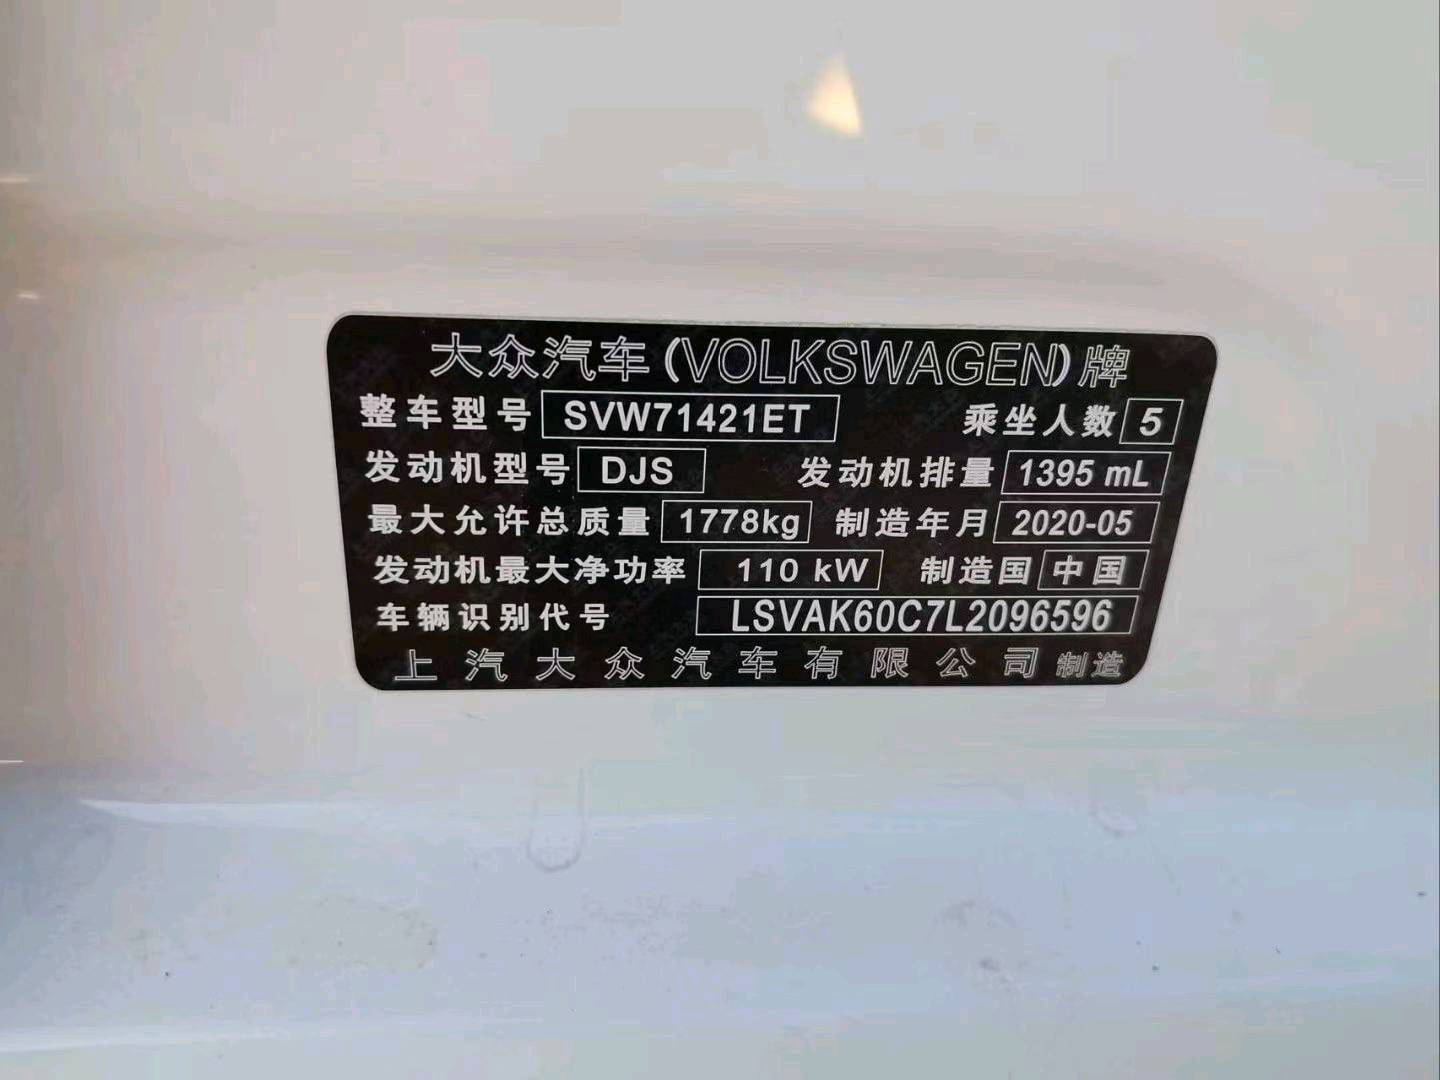 大众汽车(VOLKSWAGEN)牌
整车型号 SVW71421ET 乘坐人数 5
发动机型号 DJS 发动机排量 1395 mL
最大允许总质量 1778kg 制造年月 2020-05
发动机最大净功率 110 kW 制造国 中国
车辆识别代号 LSVAK60C7L2096596
上汽大众汽车有限公司 制造